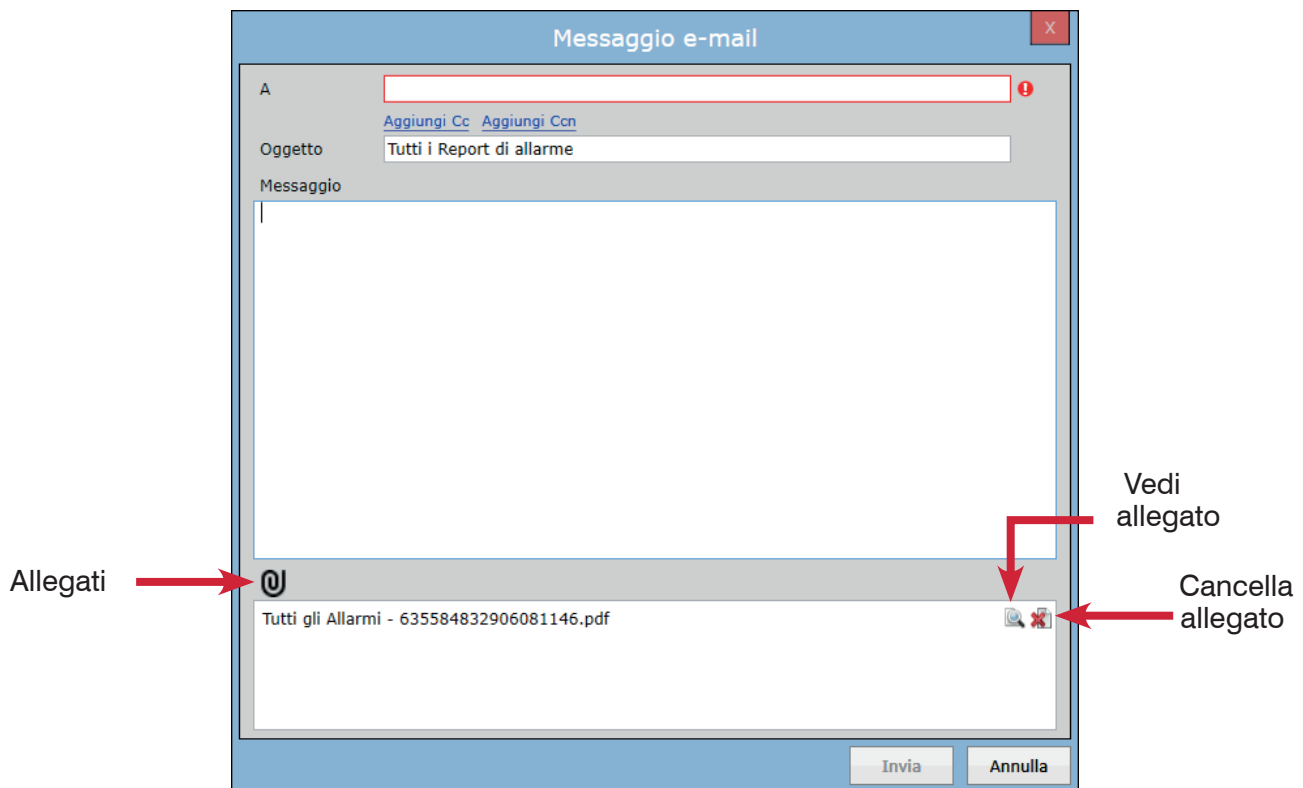 Messaggio e-mail
X
A
Aggiungi Cc Aggiungi Ccn
Oggetto Tutti i Report di allarme
Messaggio
Vedi
allegato
Allegati
Cancella
allegato
Tutti gli Allarmi - 635584832906081146.pdf
Invia Annulla